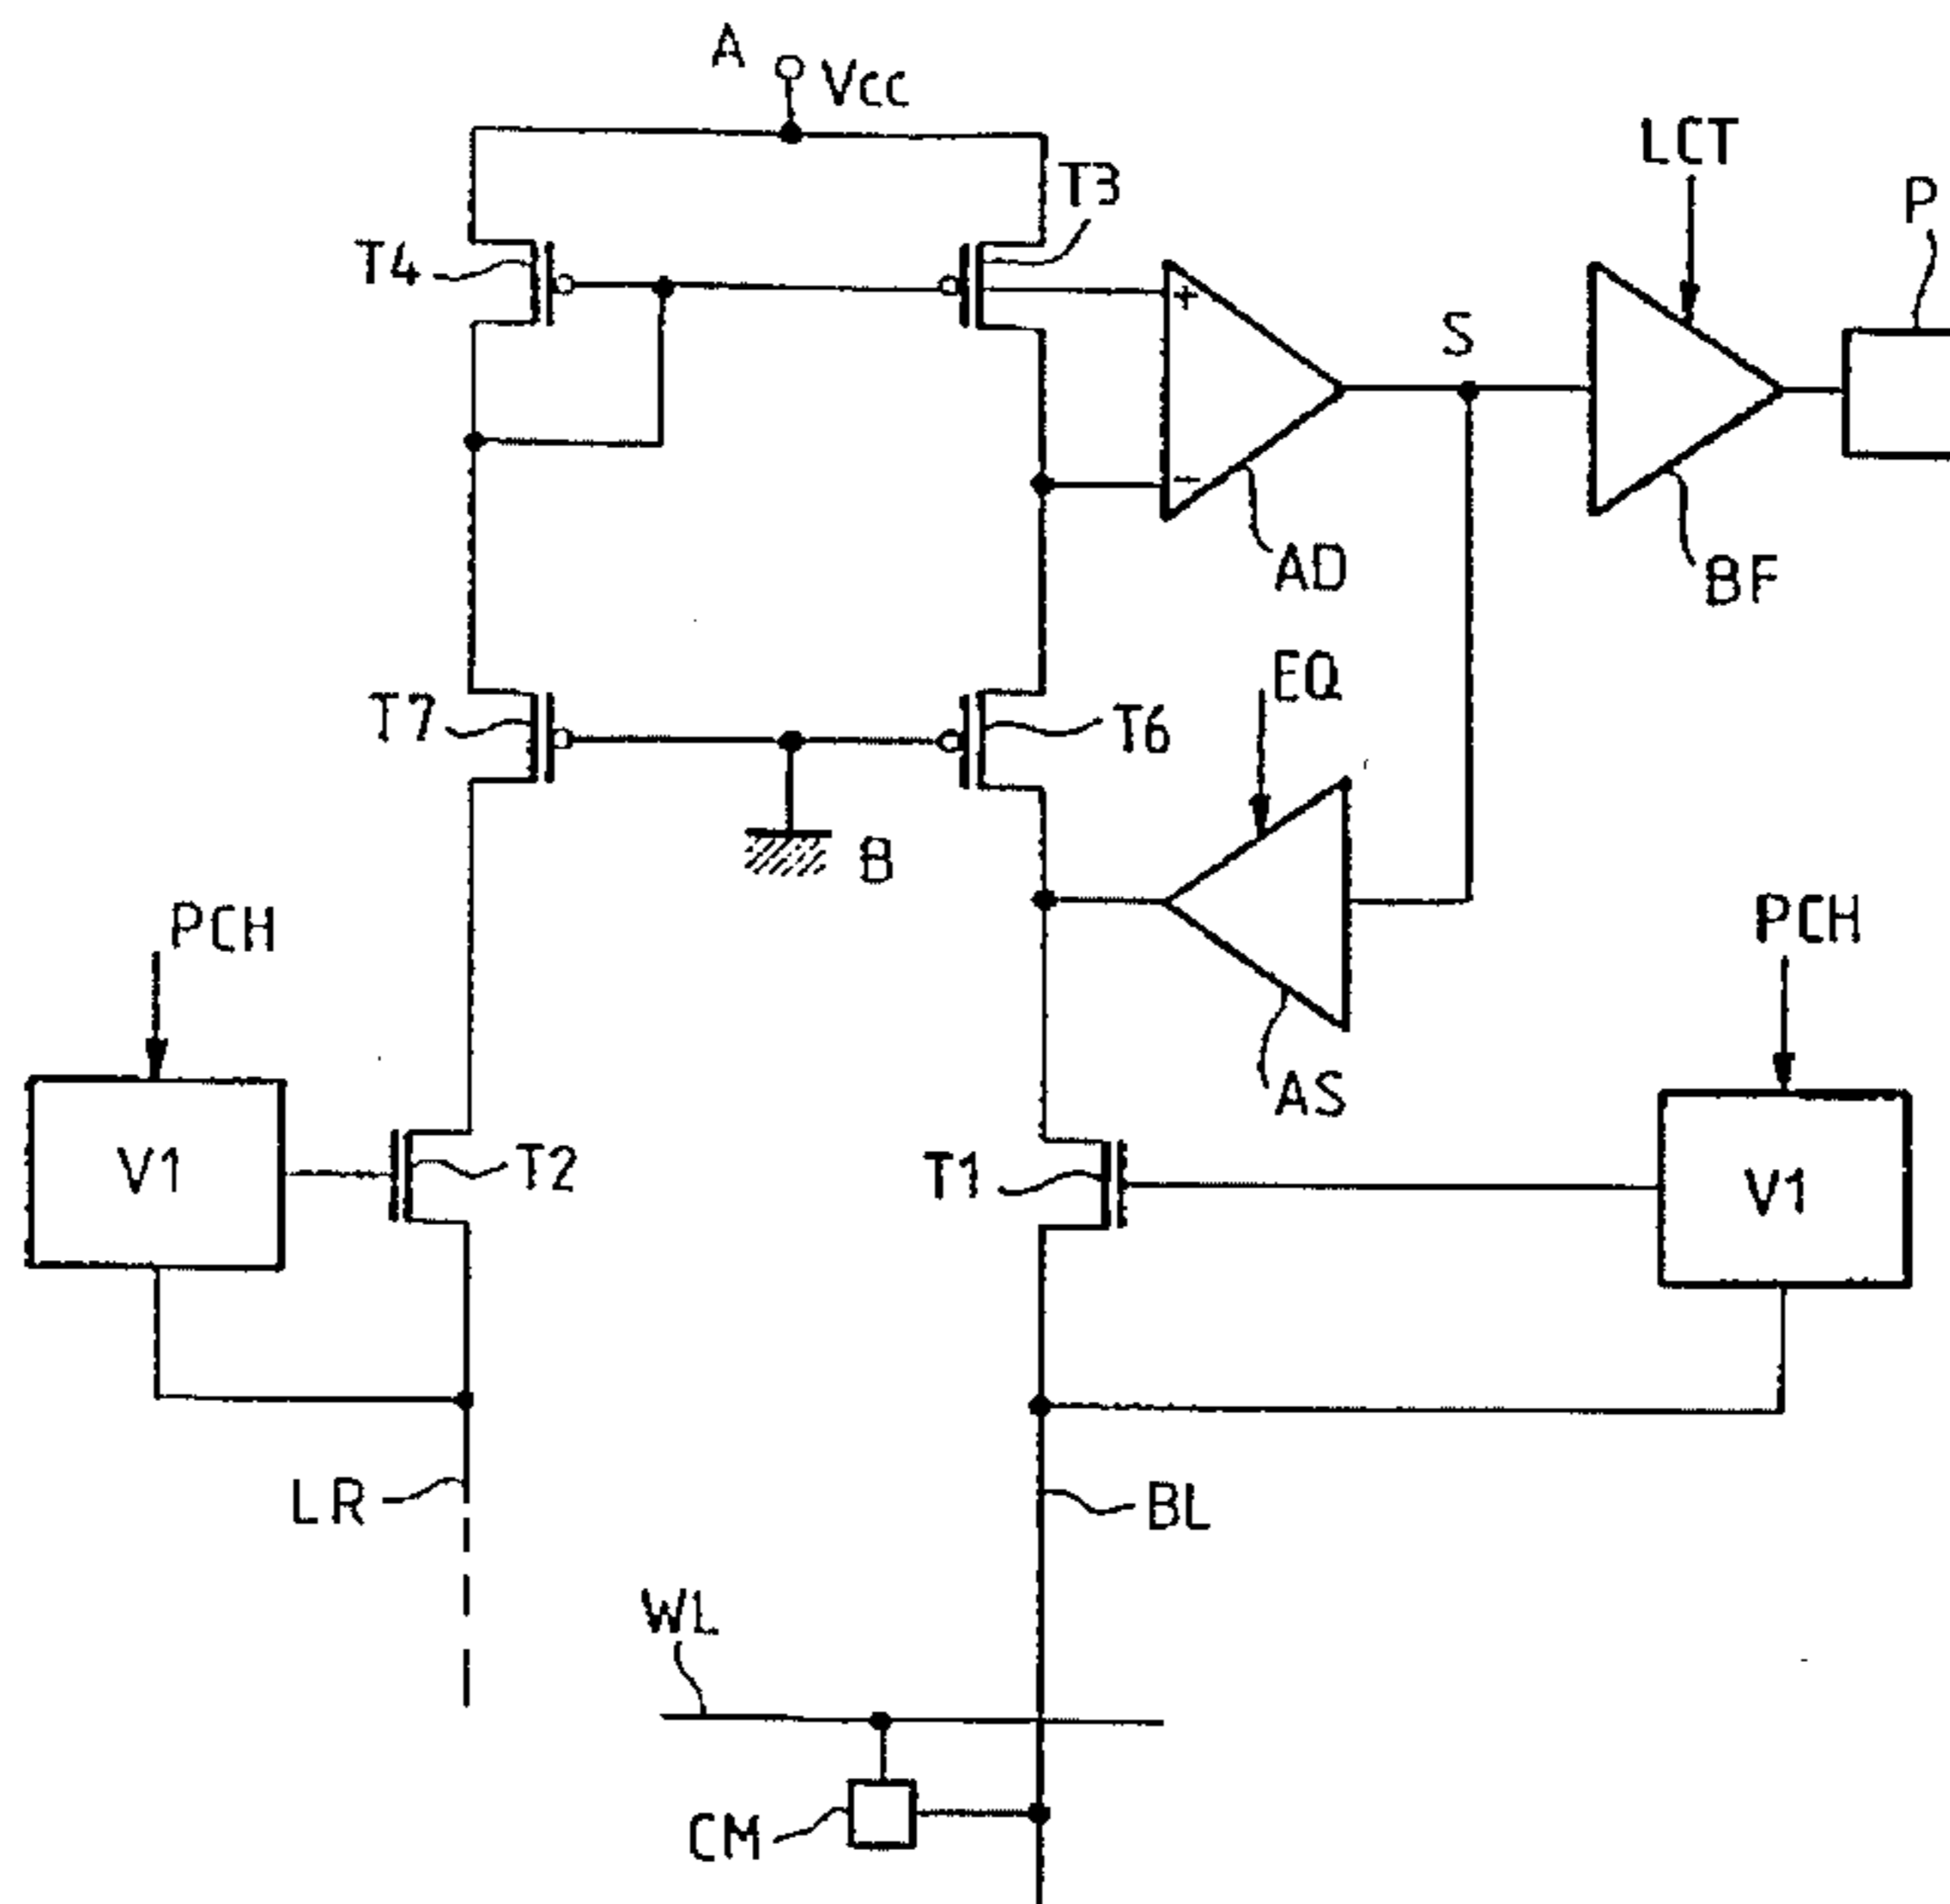 A
Vcc
LCT
T3
P
T4
+
S
-
AD
BF
EQ
T7
T6
B
PCH
PCH
AS
V1
T2
T1
V1
LR
BL
WL
CM